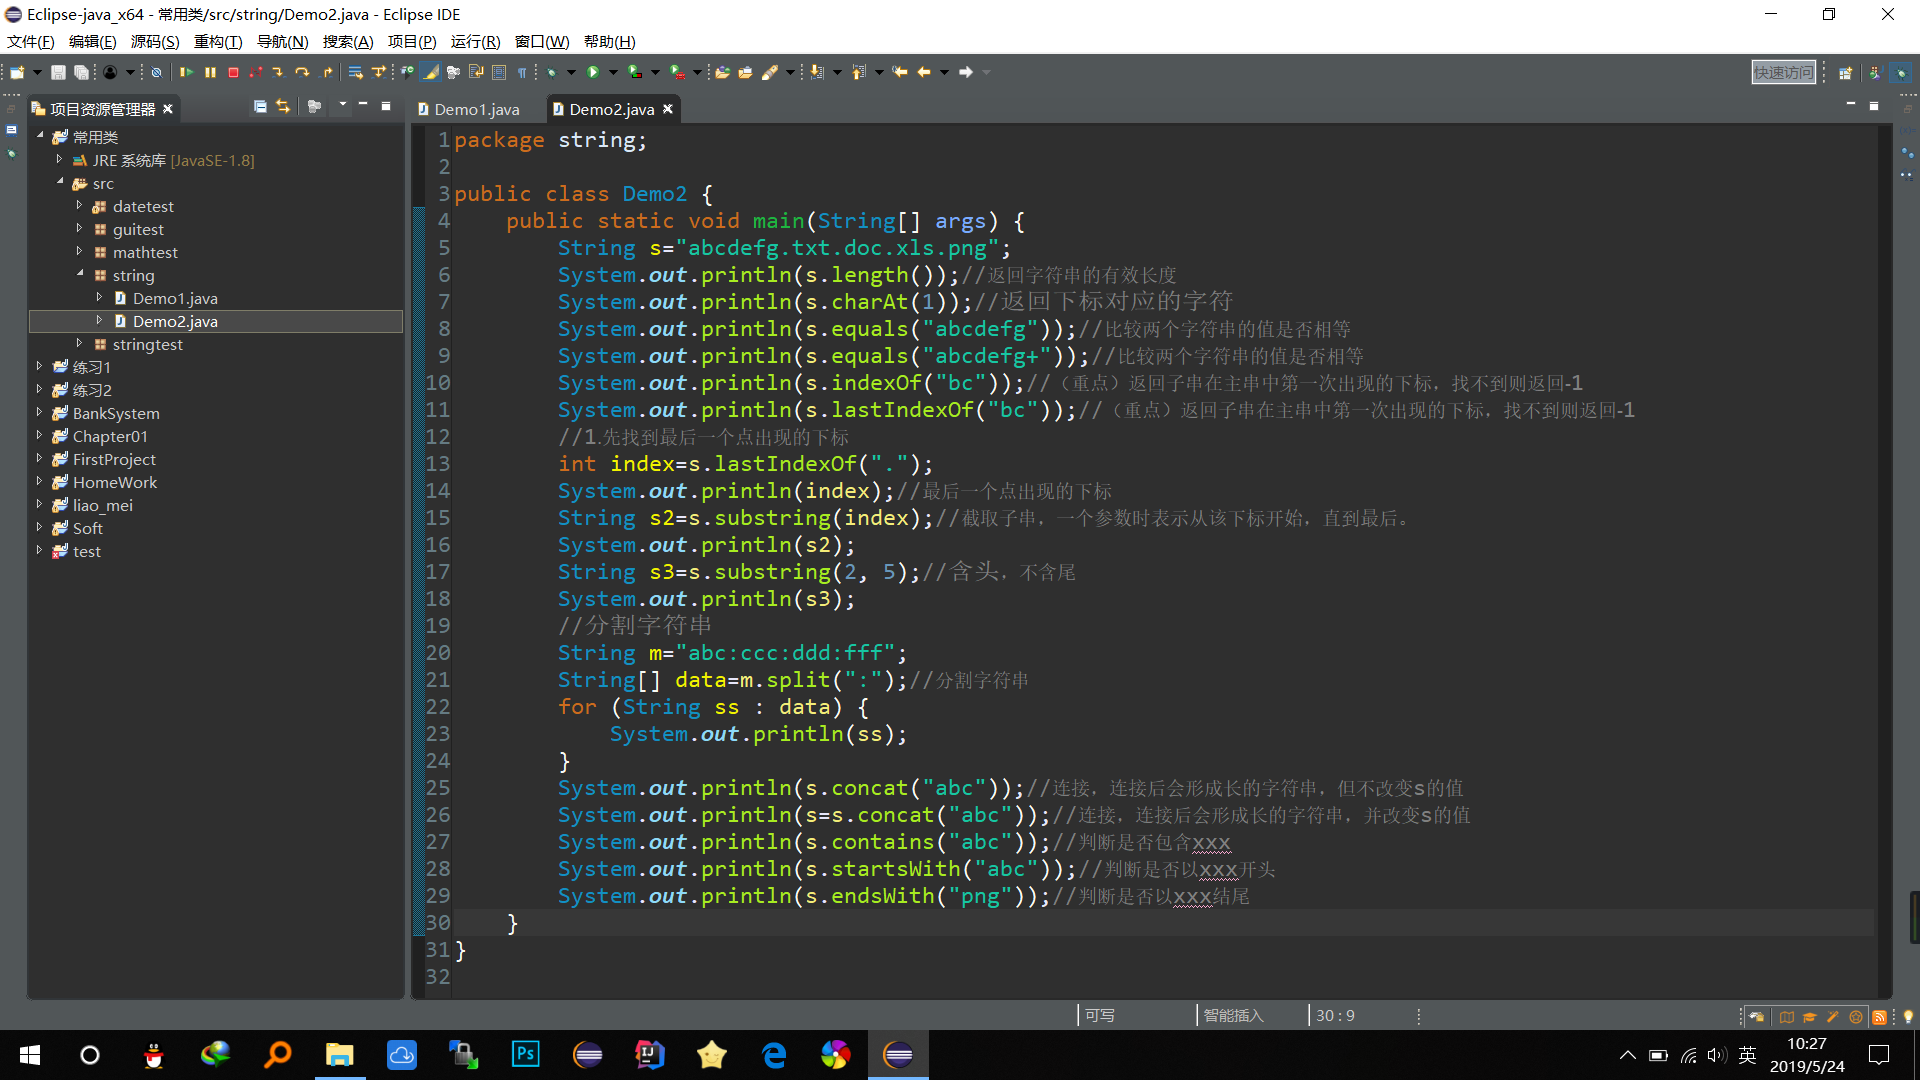 Eclipse-java_x64 - 常用类/src/string/Demo2.java - Eclipse IDE
文件(F) 编辑(E) 源码(S) 重构(T) 导航(N) 搜索(A) 项目(P) 运行(R) 窗口(W) 帮助(H)
快速访问
项目资源管理器
Demo1.java
Demo2.java
常用类
JRE 系统库 [JavaSE-1.8]
src
datetest
guitest
mathtest
string
Demo1.java
Demo2.java
stringtest
练习1
练习2
BankSystem
Chapter01
FirstProject
HomeWork
liao_mei
Soft
test
1 package string;
2
3 public class Demo2 {
4 public static void main(String[] args) {
5 String s="abcdefg.txt.doc.xls.png";
6 System.out.println(s.length());//返回字符串的有效长度
7 System.out.println(s.charAt(1));//返回下标对应的字符
8 System.out.println(s.equals("abcdefg"));//比较两个字符串的值是否相等
9 System.out.println(s.equals("abcdefg+"));//比较两个字符串的值是否相等
10 System.out.println(s.indexOf("bc"));//（重点）返回子串在主串中第一次出现的下标，找不到则返回-1
11 System.out.println(s.lastIndexOf("bc"));//（重点）返回子串在主串中第一次出现的下标，找不到则返回-1
12 //1.先找到最后一个点出现的下标
13 int index=s.lastIndexOf(".");
14 System.out.println(index);//最后一个点出现的下标
15 String s2=s.substring(index);//截取子串，一个参数时表示从该下标开始，直到最后。
16 System.out.println(s2);
17 String s3=s.substring(2, 5);//含头，不含尾
18 System.out.println(s3);
19 //分割字符串
20 String m="abc:ccc:ddd:fff";
21 String[] data=m.split(":");//分割字符串
22 for (String ss : data) {
23 System.out.println(ss);
24 }
25 System.out.println(s.concat("abc"));//连接，连接后会形成长的字符串，但不改变s的值
26 System.out.println(s=s.concat("abc"));//连接，连接后会形成长的字符串，并改变s的值
27 System.out.println(s.contains("abc"));//判断是否包含xxx
28 System.out.println(s.startsWith("abc"));//判断是否以xxx开头
29 System.out.println(s.endsWith("png"));//判断是否以xxx结尾
30 }
31 }
32
可写 智能插入 30 : 9
Ps
IJ
英
10:27
2019/5/24